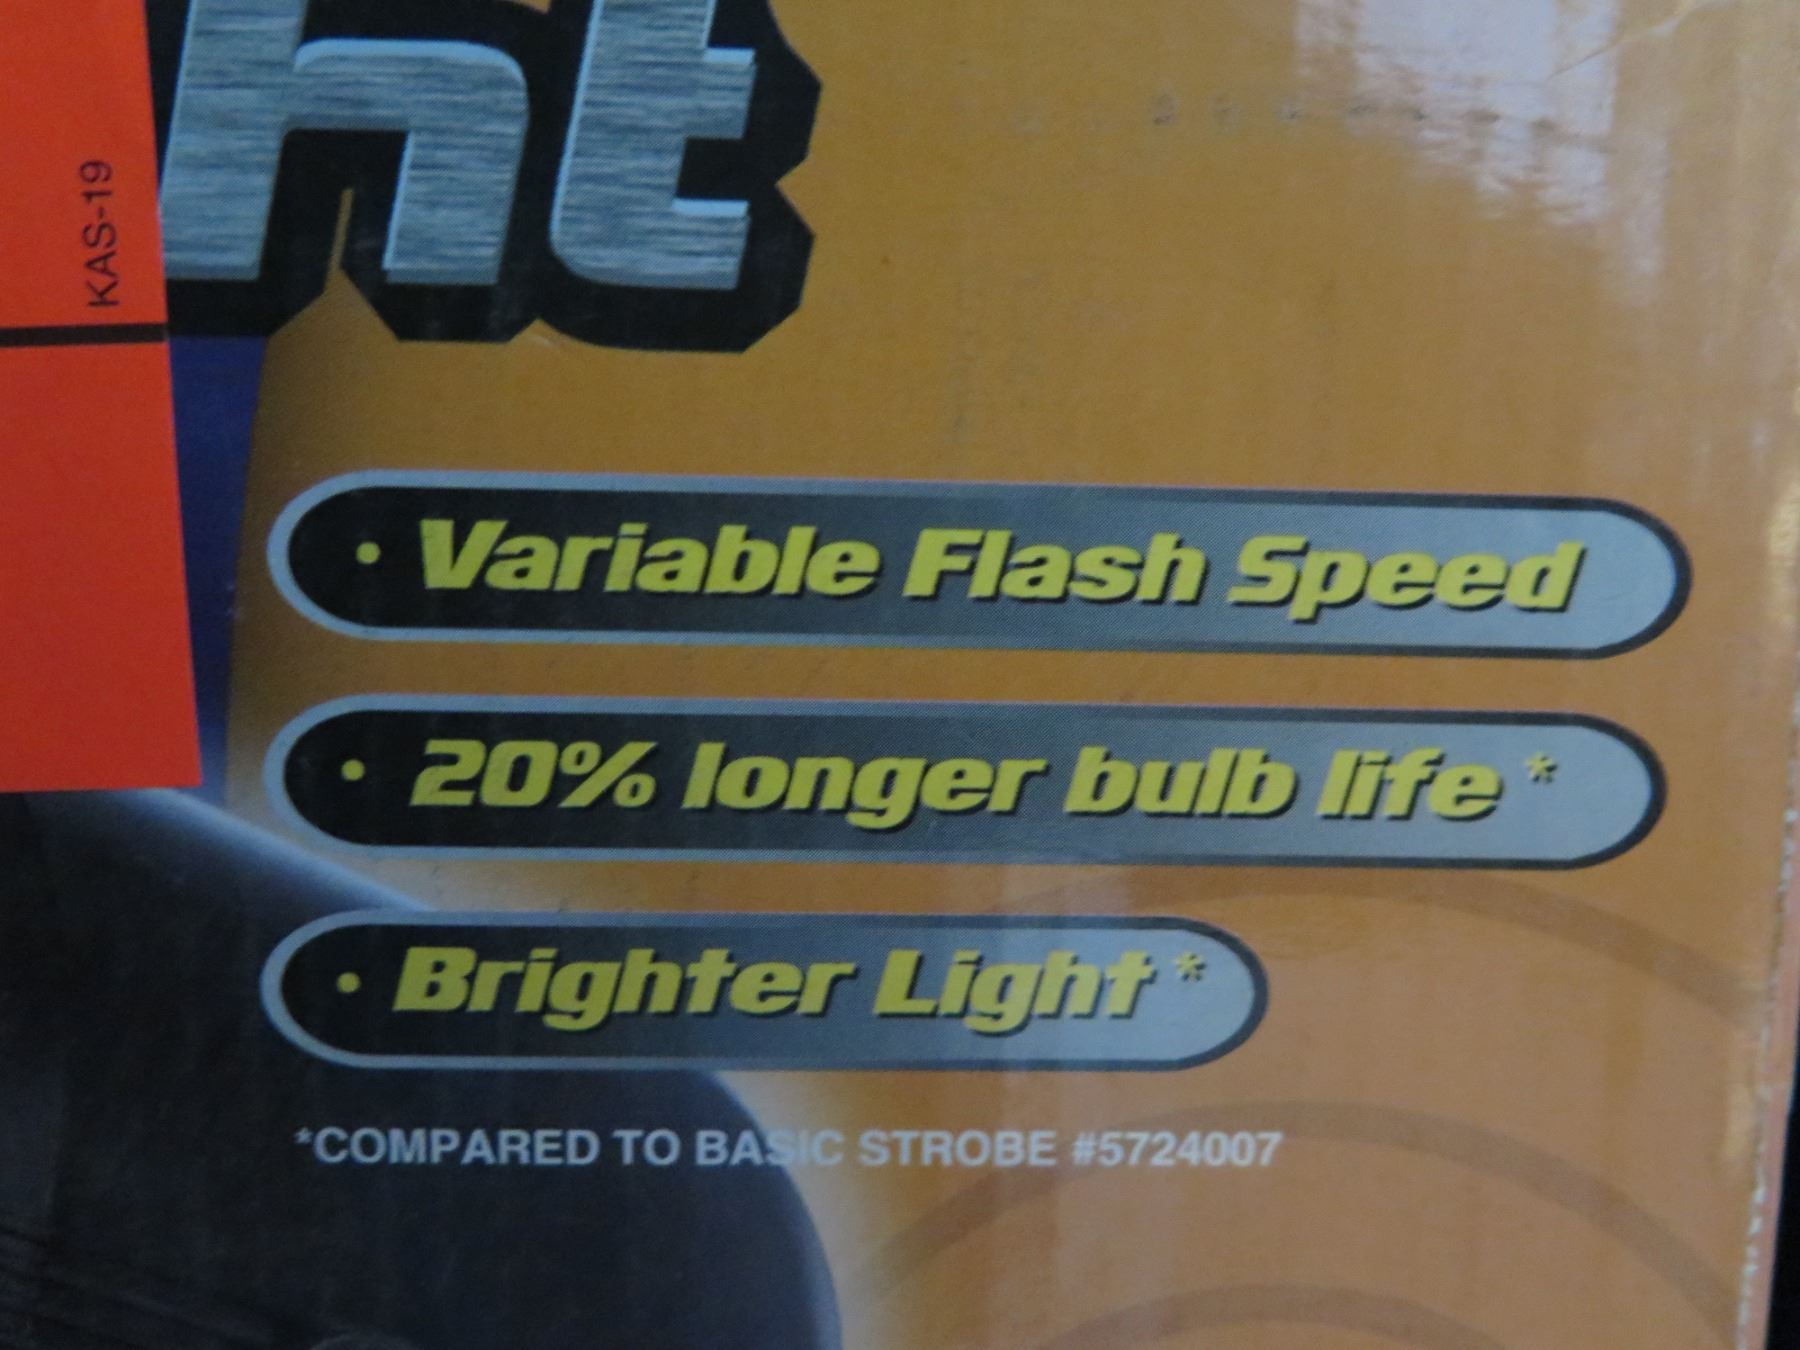 ht
KAS-19
• Variable Flash Speed
• 20% longer bulb life *
• Brighter Light *
*COMPARED TO BASIC STROBE #5724007